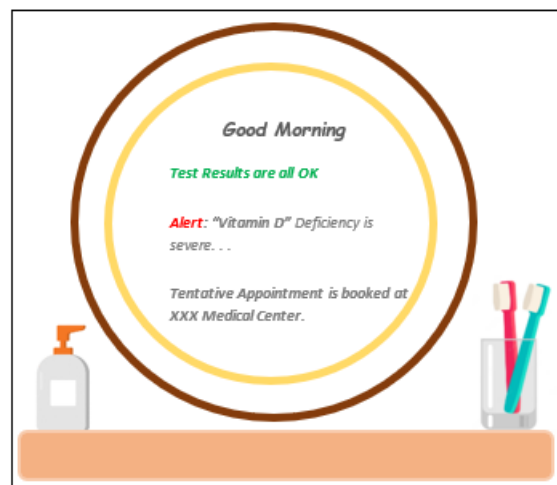 Good Morning
Test Results are all OK
Alert: “Vitamin D” Deficiency is
severe. . .
Tentative Appointment is booked at
XXX Medical Center.